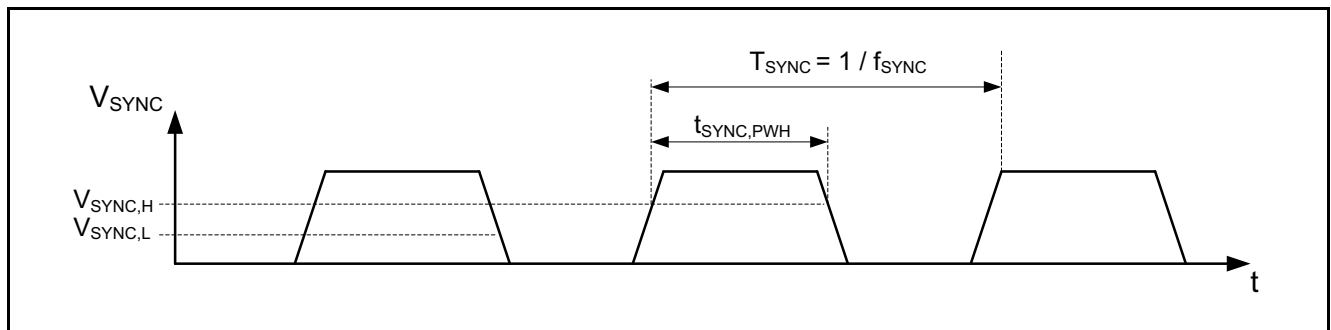 T_SYNC = 1 / f_SYNC
V_SYNC
t_SYNC,PWH
V_SYNC,H
V_SYNC,L
t